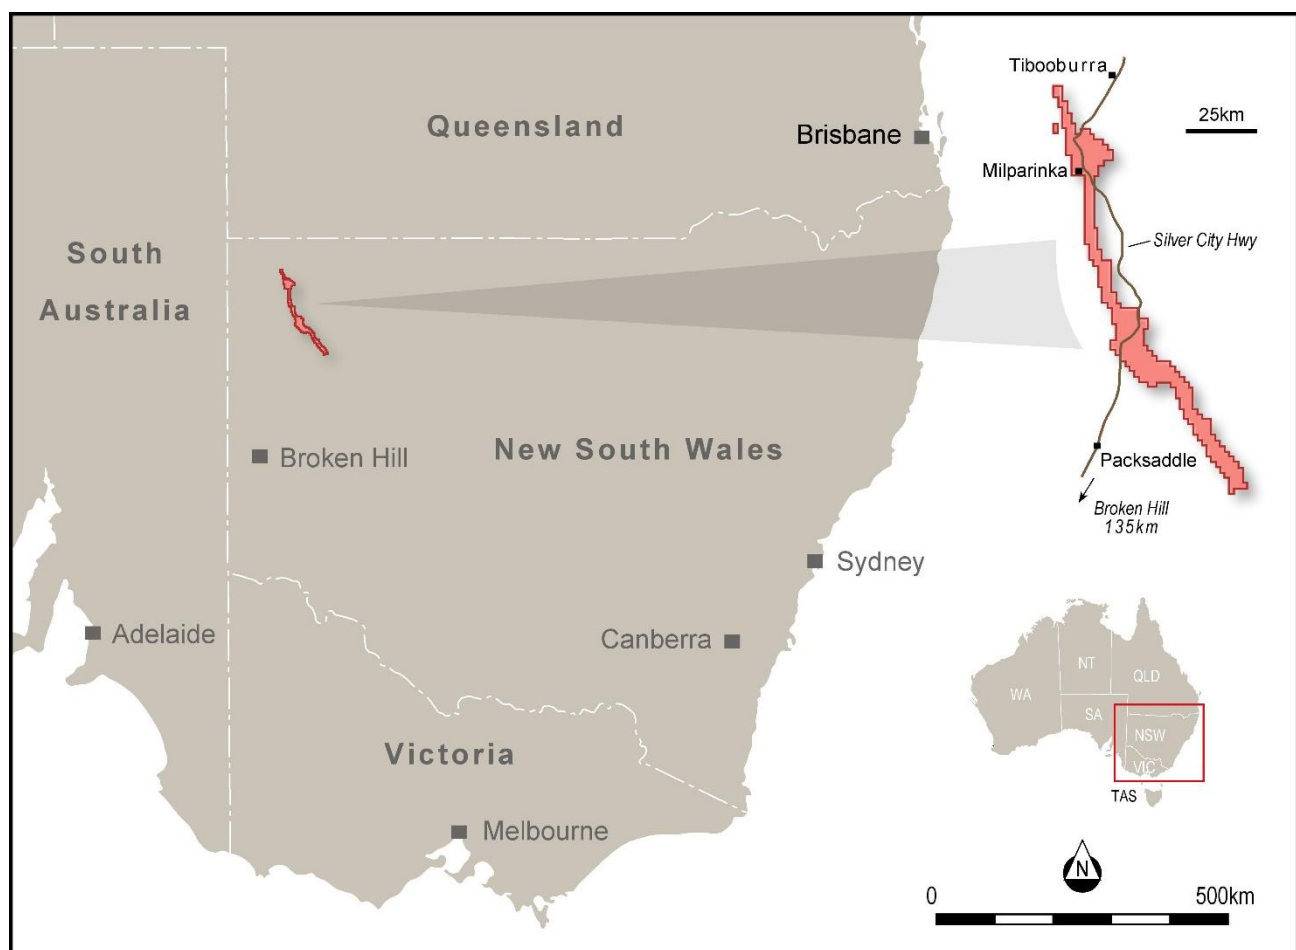 Queensland
Brisbane
South
Australia
New South Wales
Broken Hill
Sydney
Canberra
Adelaide
Victoria
Melbourne
Tibooburra
25km
Milparinka
Silver City Hwy
Packsaddle
Broken Hill
135km
WA
NT
QLD
SA
NSW
VIC
TAS
N
0 500km